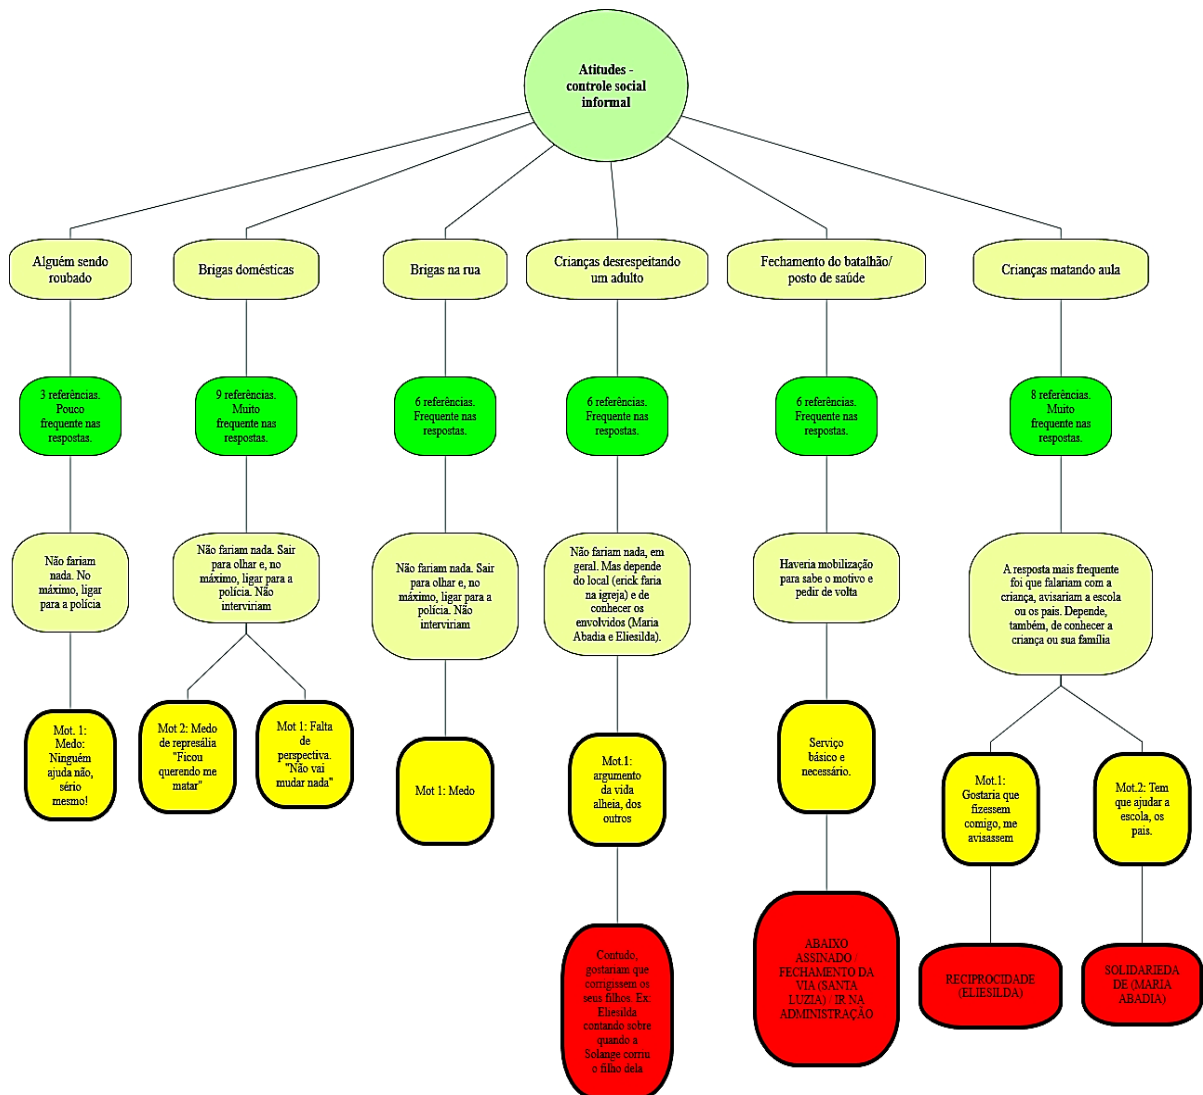 Atitudes -
controle social
informal
Alguém sendo
roubado
Brigas domésticas
Brigas na rua
Crianças desrespeitando
um adulto
Fechamento do batalhão/
posto de saúde
Crianças matando aula
3 referências.
Pouco
frequente nas
respostas.
9 referências.
Muito
frequente nas
respostas.
6 referências.
Frequente nas
respostas.
6 referências.
Frequente nas
respostas.
6 referências.
Frequente nas
respostas.
8 referências.
Muito
frequente nas
respostas.
Não fariam
nada. No
máximo, ligar
para a polícia
Não fariam nada. Sair
para olhar e, no
máximo, ligar para a
polícia. Não
interviriam
Não fariam nada. Sair
para olhar e, no
máximo, ligar para a
polícia. Não
interviriam
Não fariam nada, em
geral. Mas depende
do local (erick faria
na igreja) e de
conhecer os
envolvidos (Maria
Abadia e Eliesilda).
Haveria mobilização
para sabe o motivo e
pedir de volta
A resposta mais frequente
foi que falariam com a
criança, avisariam a escola
ou os pais. Depende,
também, de conhecer a
criança ou sua família
Mot. 1:
Medo:
Ninguém
ajuda não,
sério
mesmo!
Mot 2: Medo
de represália
"Ficou
querendo me
matar"
Mot 1: Falta
de
perspectiva.
"Não vai
mudar nada"
Mot 1: Medo
Mot.1:
argumento
da vida
alheia, dos
outros
Serviço
básico e
necessário.
Mot.1:
Gostaria que
fizessem
comigo, me
avisassem
Mot.2: Tem
que ajudar a
escola, os
pais.
Contudo,
gostariam que
corrigissem os
seus filhos. Ex:
Eliesilda
contando sobre
quando a
Solange corriu
o filho dela
ABAIXO
ASSINADO /
FECHAMENTO DA
VIA (SANTA
LUZIA) / IR NA
ADMINISTRAÇÃO
RECIPROCIDADE
(ELIESILDA)
SOLIDARIEDA
DE (MARIA
ABADIA)